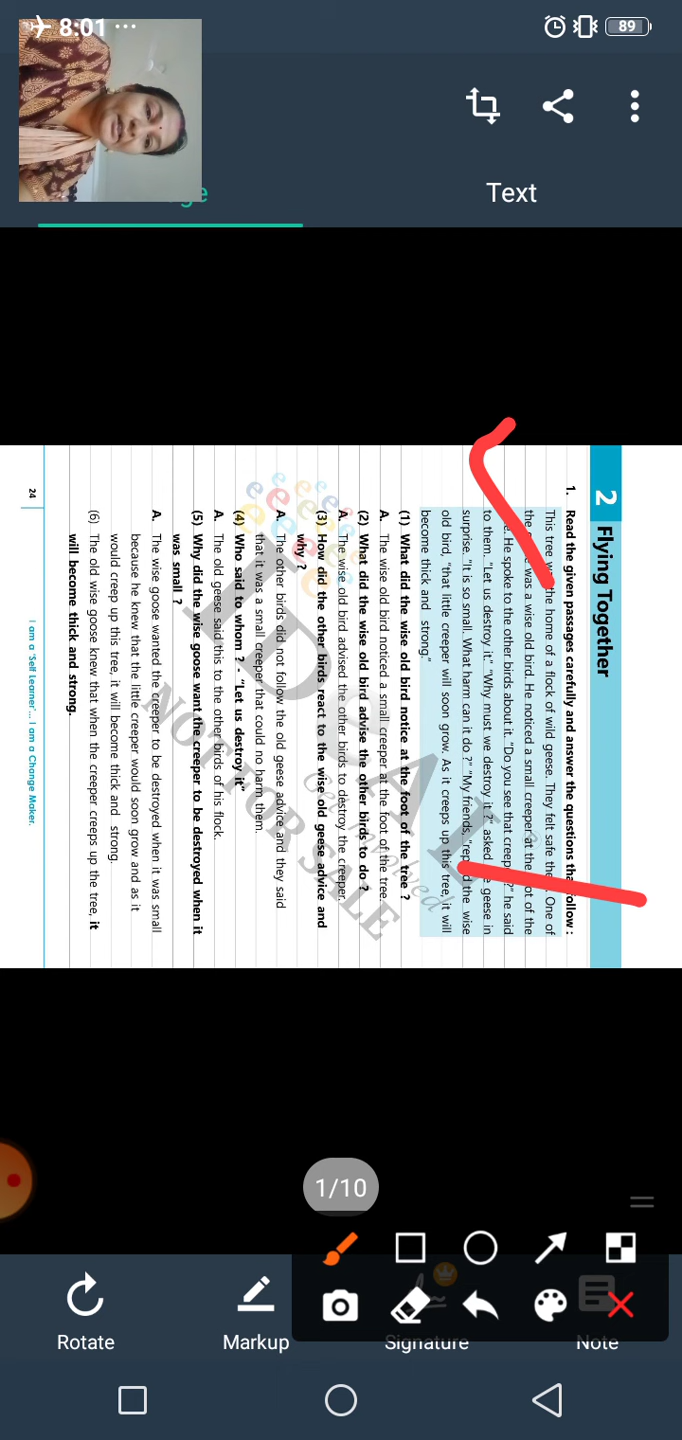 8:01 ...
89
ge
Text
2 Flying Together
1. Read the given passages carefully and answer the questions tha follow :
This tree w the home of a flock of wild geese. They felt safe the . One of
the was a wise old bird. He noticed a small creeper at the ot of the
. He spoke to the other birds about it. "Do you see that creep ?" he said
to them. "Let us destroy it." "Why must we destroy it ?" asked e geese in
surprise. "It is so small. What harm can it do ?" "My friends, "rep d the wise
old bird, "that little creeper will soon grow. As it creeps up this tree, it will
become thick and strong."
(1) What did the wise old bird notice at the foot of the tree ?
A. The wise old bird noticed a small creeper at the foot of the tree.
(2) What did the wise old bird advise the other birds to do ?
A. The wise old bird advised the other birds to destroy the creeper.
(3) How did the other birds react to the wise old geese advice and
why ?
A. The other birds did not follow the old geese advice and they said
that it was a small creeper that could no harm them.
(4) Who said to whom ? - "Let us destroy it"
A. The old geese said this to the other birds of his flock.
(5) Why did the wise goose want the creeper to be destroyed when it
was small ?
A. The wise goose wanted the creeper to be destroyed when it was small
because he knew that the little creeper would soon grow and as it
would creep up this tree, it will become thick and strong.
(6) The old wise goose knew that when the creeper creeps up the tree, it
will become thick and strong.
24
I am a 'Self Learner'... I am a Change Maker.
NOT FOR SALE
1/10
Rotate
Markup
Signature
Note